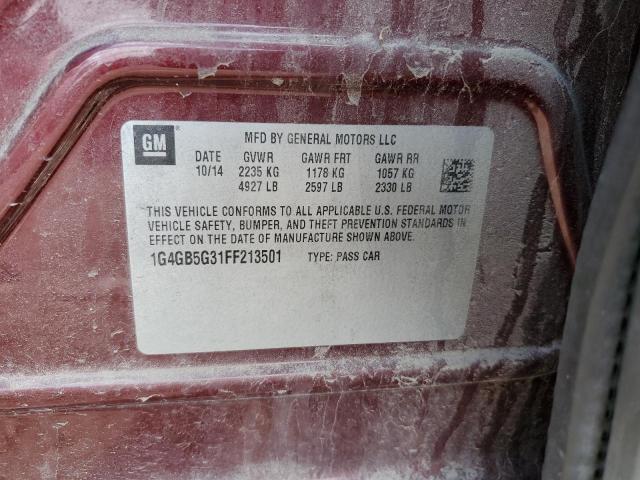 GM
MFD BY GENERAL MOTORS LLC
DATE GVWR GAWR FRT GAWR RR
10/14 2235 KG 1178 KG 1057 KG
4927 LB 2597 LB 2330 LB
THIS VEHICLE CONFORMS TO ALL APPLICABLE U.S. FEDERAL MOTOR
VEHICLE SAFETY, BUMPER, AND THEFT PREVENTION STANDARDS IN
EFFECT ON THE DATE OF MANUFACTURE SHOWN ABOVE.
1G4GB5G31FF213501 TYPE: PASS CAR